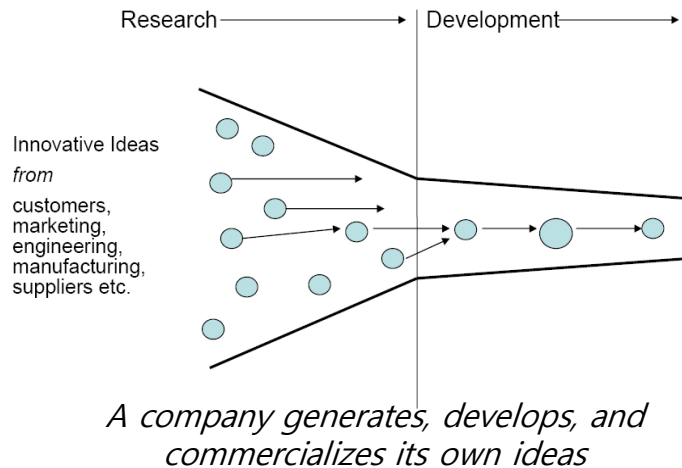 Research
Development
Innovative Ideas
from
customers,
marketing,
engineering,
manufacturing,
suppliers etc.
A company generates, develops, and
commercializes its own ideas